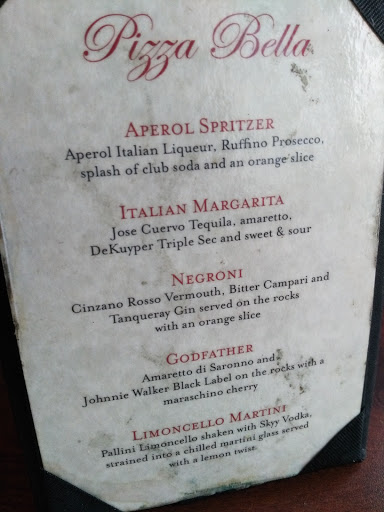 Pizza Bella
APEROL SPRITZER
Aperol Italian Liqueur, Ruffino Prosecco,
splash of club soda and an orange slice
ITALIAN MARGARITA
Jose Cuervo Tequila, amaretto,
DeKuyper Triple Sec and sweet & sour
NEGRONI
Cinzano Rosso Vermouth, Bitter Campari and
Tanqueray Gin served on the rocks
with an orange slice
GODFATHER
Amaretto di Saronno and
Johnnie Walker Black Label on the rocks with a
maraschino cherry
LIMONCELLO MARTINI
Pallini Limoncello shaken with Skyy Vodka,
strained into a chilled martini glass served
with a lemon twist.